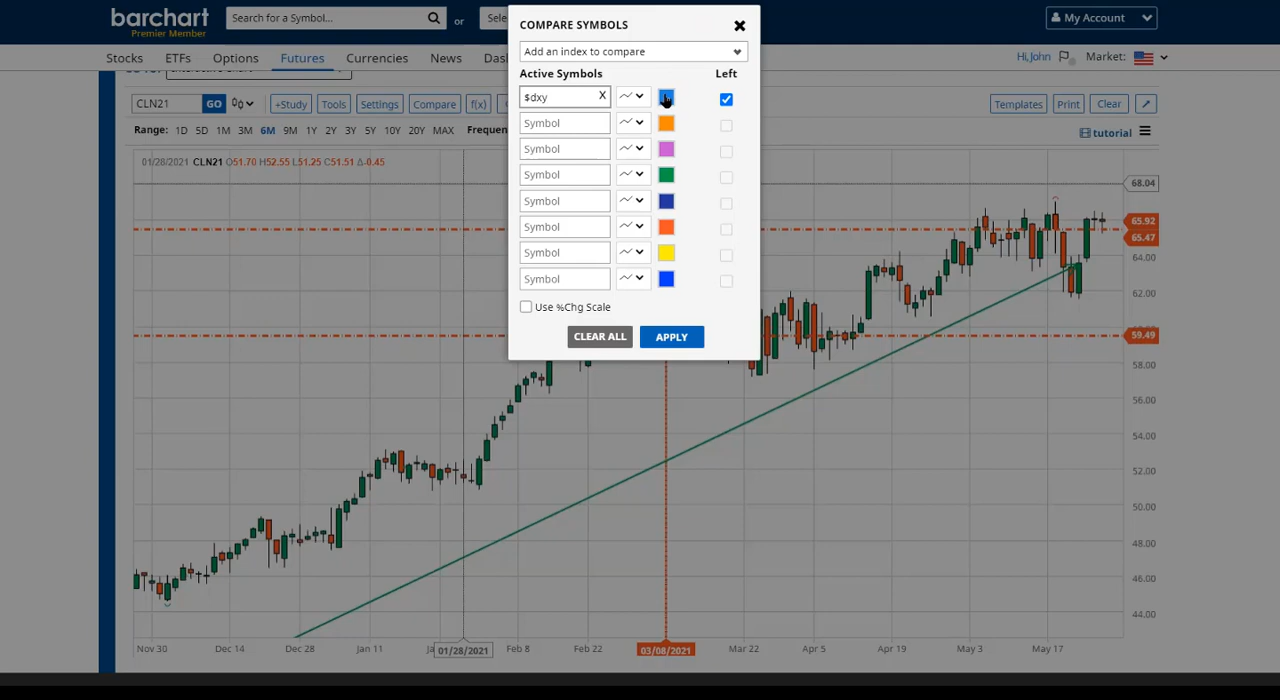 barchart
Premier Member
Search for a Symbol...
or
Sele
My Account
Stocks ETFs Options Futures Currencies News Das
Hi,John
Market:
CLN21 GO +Study Tools Settings Compare f(x)
Templates Print Clear
Range: 1D 5D 1M 3M 6M 9M 1Y 2Y 3Y 5Y 10Y 20Y MAX Frequen
tutorial
01/28/2021 CLN21 O51.70 H52.55 L51.25 C51.51 Δ-0.45
COMPARE SYMBOLS
Add an index to compare
Active Symbols Left
$dxy X
Symbol
Symbol
Symbol
Symbol
Symbol
Symbol
Symbol
Use %Chg Scale
CLEAR ALL APPLY
68.04
65.92
65.47
64.00
62.00
59.49
58.00
56.00
54.00
52.00
50.00
48.00
46.00
44.00
Nov 30 Dec 14 Dec 28 Jan 11 01/28/2021 Feb 8 Feb 22 03/08/2021 Mar 22 Apr 5 Apr 19 May 3 May 17